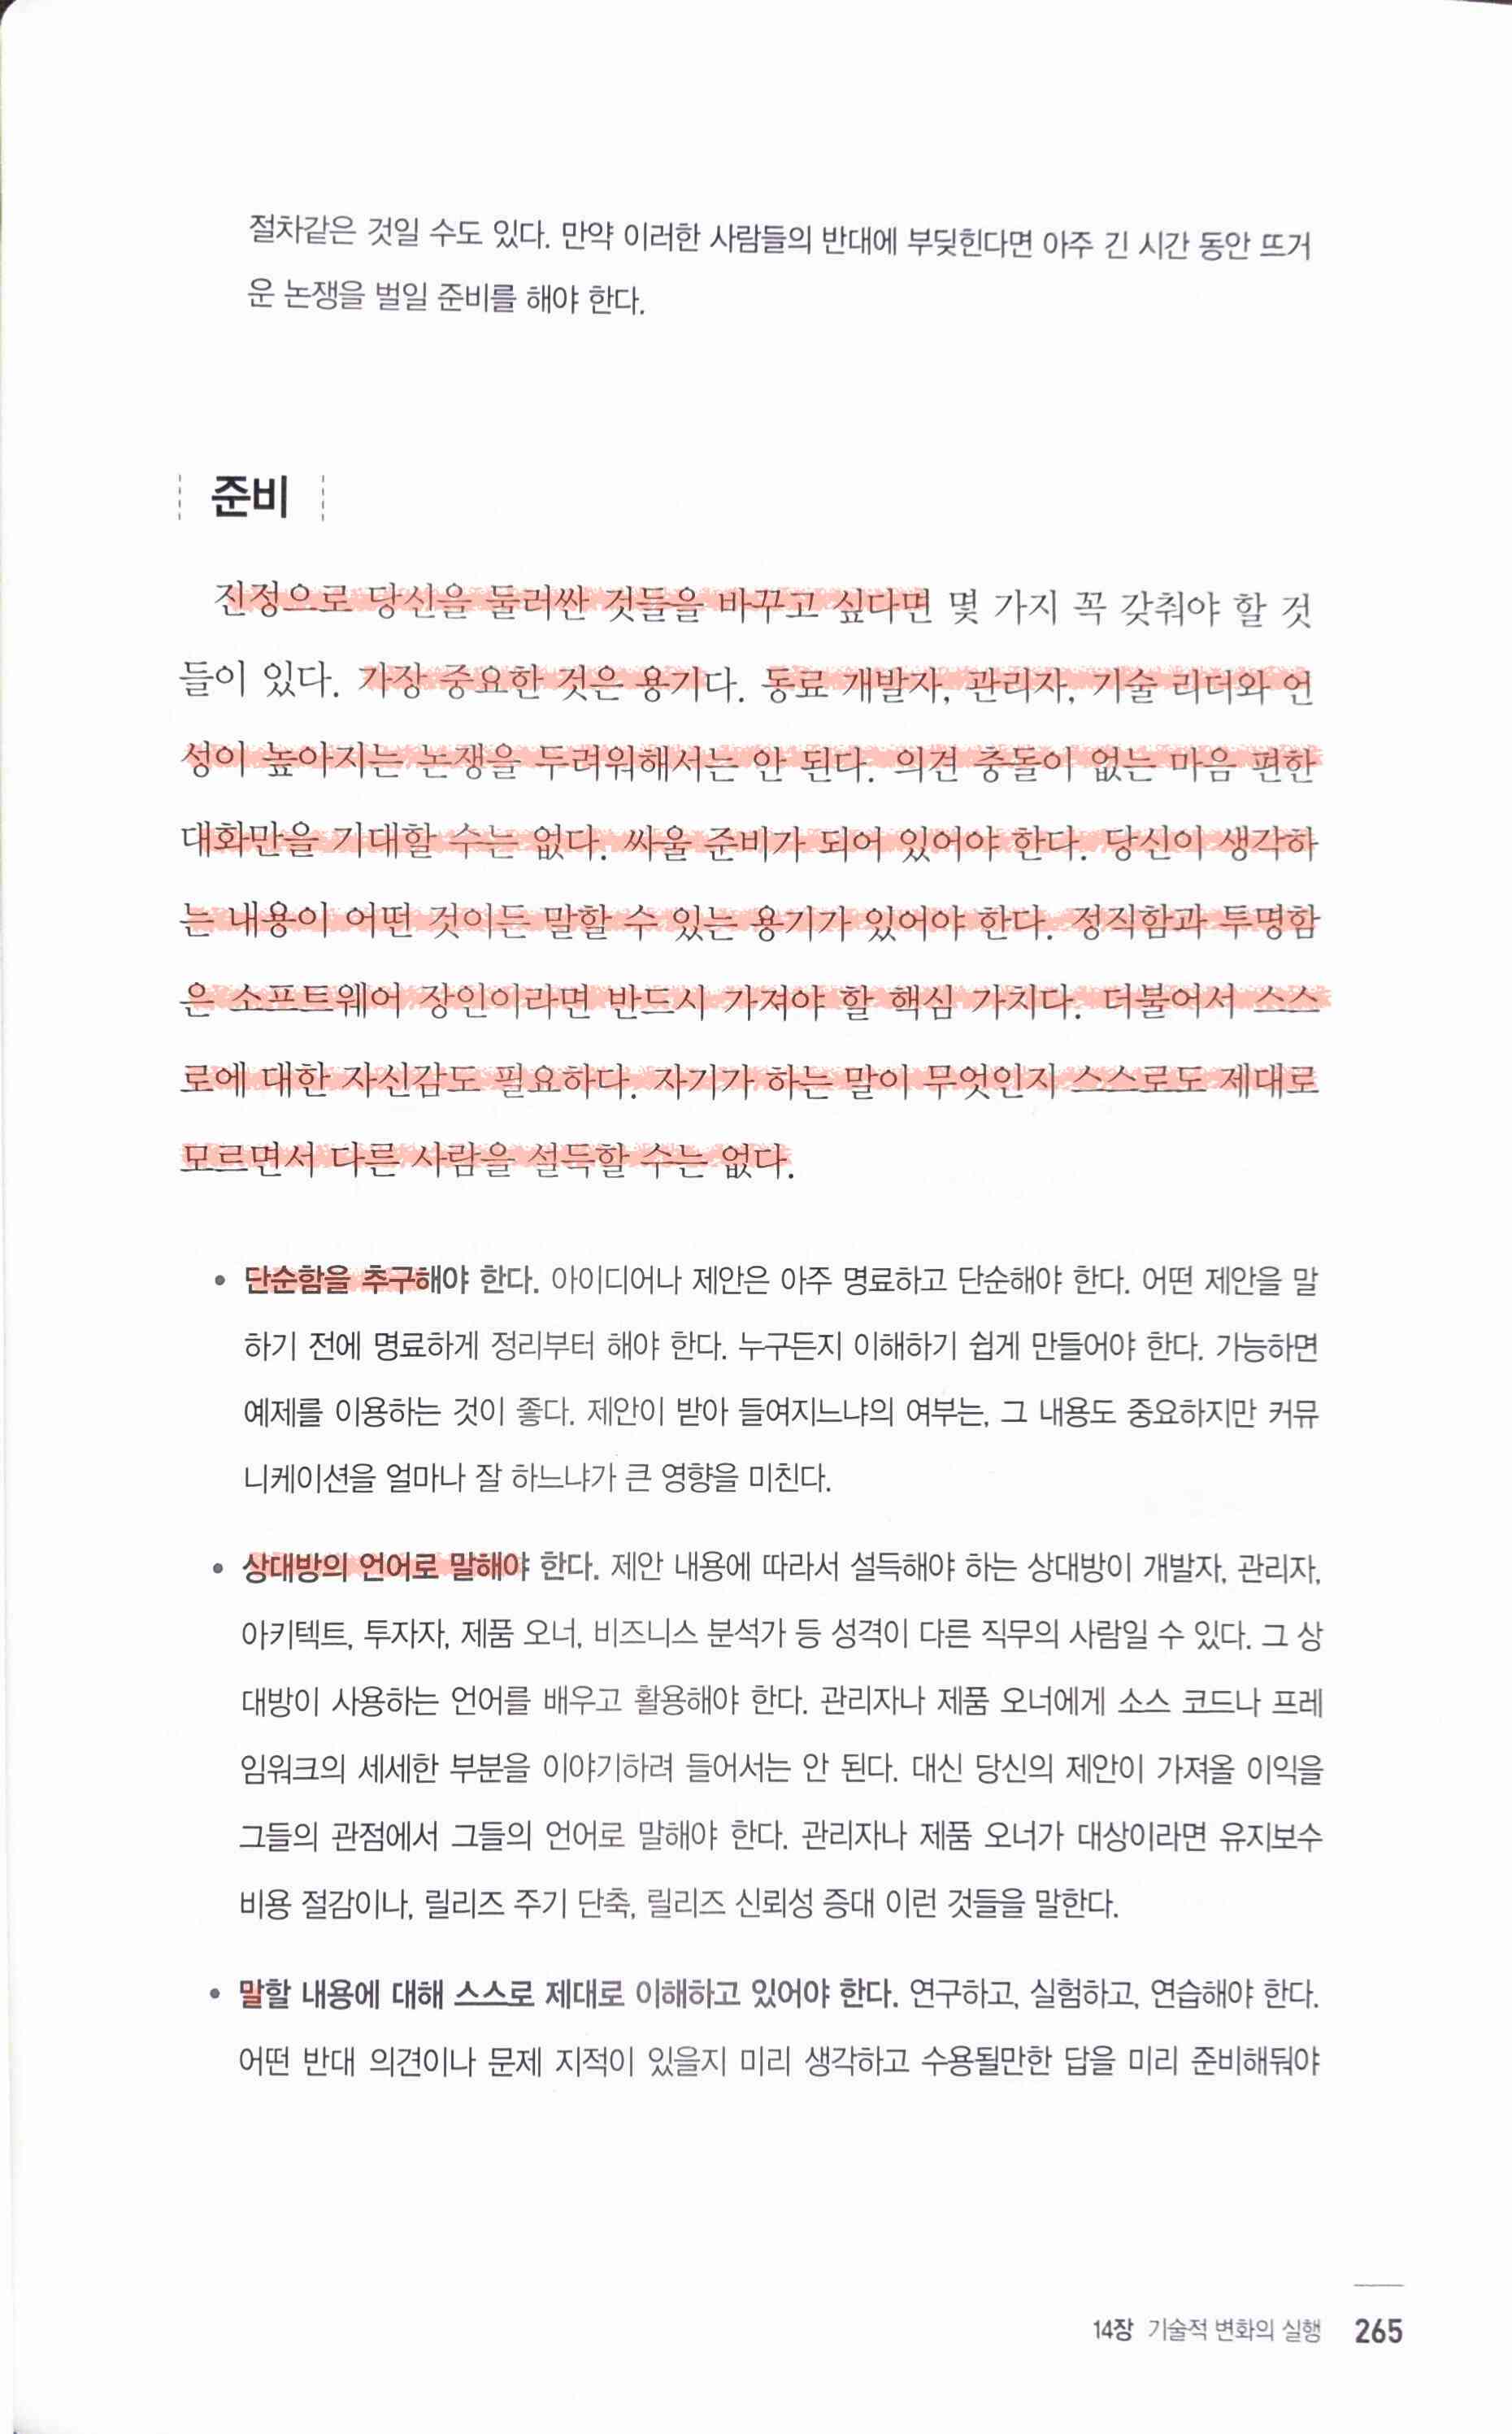 절차같은 것일 수도 있다. 만약 이러한 사람들의 반대에 부딪힌다면 아주 긴 시간 동안 뜨거
운 논쟁을 벌일 준비를 해야 한다.
준비
진정으로 당신을 둘러싼 것들을 바꾸고 싶다면 몇 가지 꼭 갖춰야 할 것
들이 있다. 가장 중요한 것은 용기다. 동료 개발자, 관리자, 기술 리더와 언
성이 높아지는 논쟁을 두려워해서는 안 된다. 의견 충돌이 없는 마음 편한
대화만을 기대할 수는 없다. 싸울 준비가 되어 있어야 한다. 당신이 생각하
는 내용이 어떤 것이든 말할 수 있는 용기가 있어야 한다. 정직함과 투명함
은 소프트웨어 장인이라면 반드시 가져야 할 핵심 가치다. 더불어서 스스
로에 대한 자신감도 필요하다. 자기가 하는 말이 무엇인지 스스로도 제대로
모르면서 다른 사람을 설득할 수는 없다.
• 단순함을 추구해야 한다. 아이디어나 제안은 아주 명료하고 단순해야 한다. 어떤 제안을 말
하기 전에 명료하게 정리부터 해야 한다. 누구든지 이해하기 쉽게 만들어야 한다. 가능하면
예제를 이용하는 것이 좋다. 제안이 받아 들여지느냐의 여부는, 그 내용도 중요하지만 커뮤
니케이션을 얼마나 잘 하느냐가 큰 영향을 미친다.
• 상대방의 언어로 말해야 한다. 제안 내용에 따라서 설득해야 하는 상대방이 개발자, 관리자,
아키텍트, 투자자, 제품 오너, 비즈니스 분석가 등 성격이 다른 직무의 사람일 수 있다. 그 상
대방이 사용하는 언어를 배우고 활용해야 한다. 관리자나 제품 오너에게 소스 코드나 프레
임워크의 세세한 부분을 이야기하려 들어서는 안 된다. 대신 당신의 제안이 가져올 이익을
그들의 관점에서 그들의 언어로 말해야 한다. 관리자나 제품 오너가 대상이라면 유지보수
비용 절감이나, 릴리즈 주기 단축, 릴리즈 신뢰성 증대 이런 것들을 말한다.
• 말할 내용에 대해 스스로 제대로 이해하고 있어야 한다. 연구하고, 실험하고, 연습해야 한다.
어떤 반대 의견이나 문제 지적이 있을지 미리 생각하고 수용될만한 답을 미리 준비해둬야
14장 기술적 변화의 실행 265